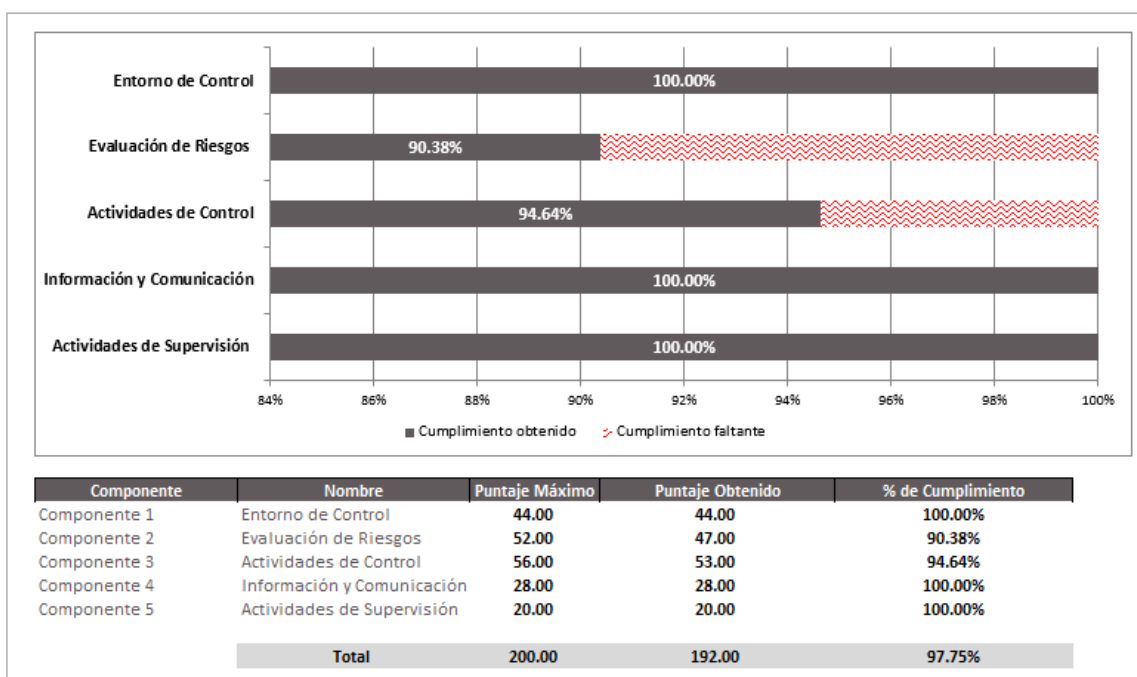 Entorno de Control
100.00%
Evaluación de Riesgos
90.38%
Actividades de Control
94.64%
Información y Comunicación
100.00%
Actividades de Supervisión
100.00%
84% 86% 88% 90% 92% 94% 96% 98% 100%
Cumplimiento obtenido Cumplimiento faltante
Componente Nombre Puntaje Máximo Puntaje Obtenido % de Cumplimiento
Componente 1 Entorno de Control 44.00 44.00 100.00%
Componente 2 Evaluación de Riesgos 52.00 47.00 90.38%
Componente 3 Actividades de Control 56.00 53.00 94.64%
Componente 4 Información y Comunicación 28.00 28.00 100.00%
Componente 5 Actividades de Supervisión 20.00 20.00 100.00%
Total 200.00 192.00 97.75%